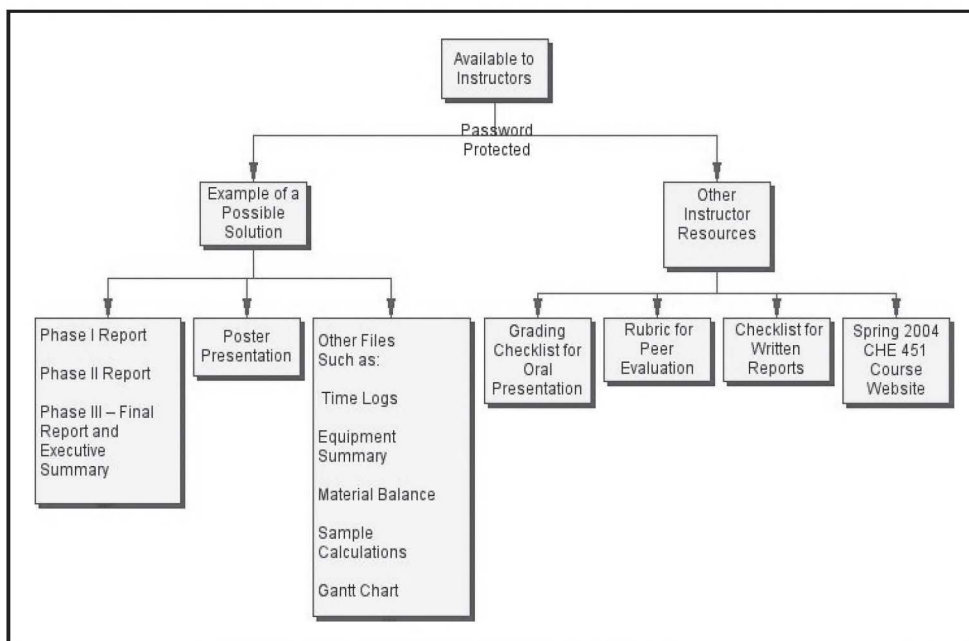 Available to
Instructors
Password
Protected
Example of a
Possible
Solution
Other
Instructor
Resources
Phase I Report
Phase II Report
Phase III – Final
Report and
Executive
Summary
Poster
Presentation
Other Files
Such as:
Time Logs
Equipment
Summary
Material Balance
Sample
Calculations
Gantt Chart
Grading
Checklist for
Oral
Presentation
Rubric for
Peer
Evaluation
Checklist for
Written
Reports
Spring 2004
CHE 451
Course
Website